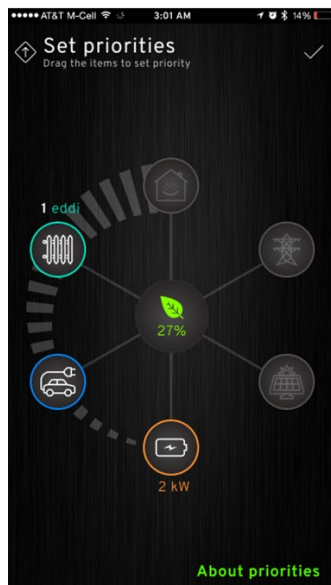 AT&T M-Cell 3:01 AM 14%
Set priorities
Drag the items to set priority
1 eddi
27%
2 kW
About priorities